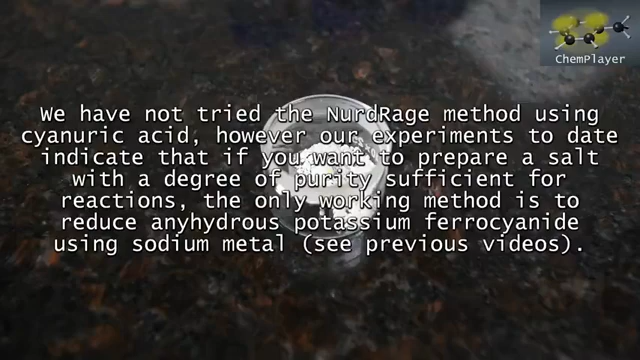 ChemPlayer
We have not tried the NurdRage method using
cyanuric acid, however our experiments to date
indicate that if you want to prepare a salt
with a degree of purity sufficient for
reactions, the only working method is to
reduce anyhydrous potassium ferrocyanide
using sodium metal (see previous videos).